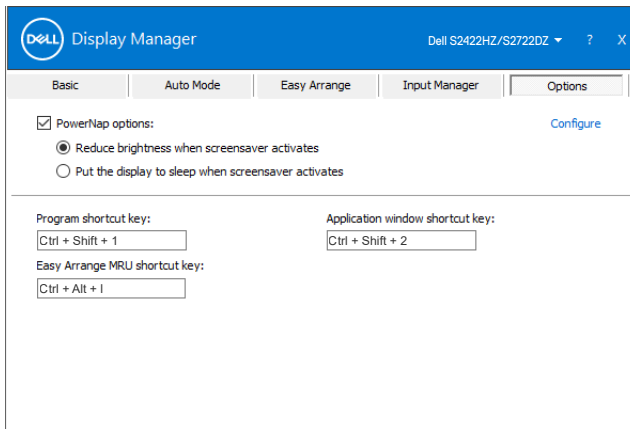 DELL Display Manager
Dell S2422HZ/S2722DZ ? X
Basic Auto Mode Easy Arrange Input Manager Options
PowerNap options: Configure
Reduce brightness when screensaver activates
Put the display to sleep when screensaver activates
Program shortcut key: Application window shortcut key:
Ctrl + Shift + 1 Ctrl + Shift + 2
Easy Arrange MRU shortcut key:
Ctrl + Alt + I